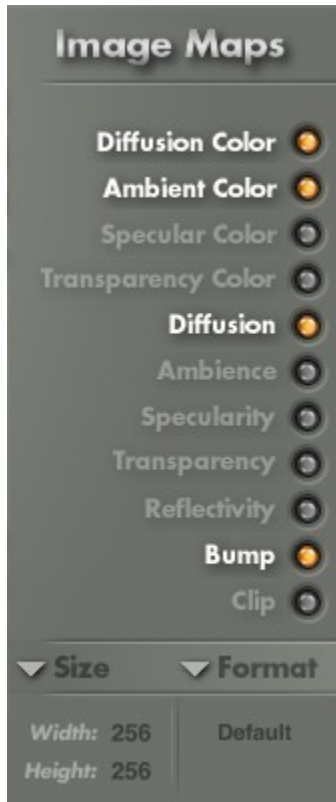 Image Maps
Diffusion Color
Ambient Color
Specular Color
Transparency Color
Diffusion
Ambience
Specularity
Transparency
Reflectivity
Bump
Clip
Size Format
Width: 256 Default
Height: 256